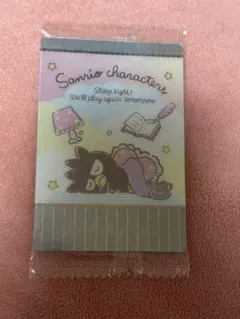 Sanrio characters
Sleep tight!
We'll play again tomorrow